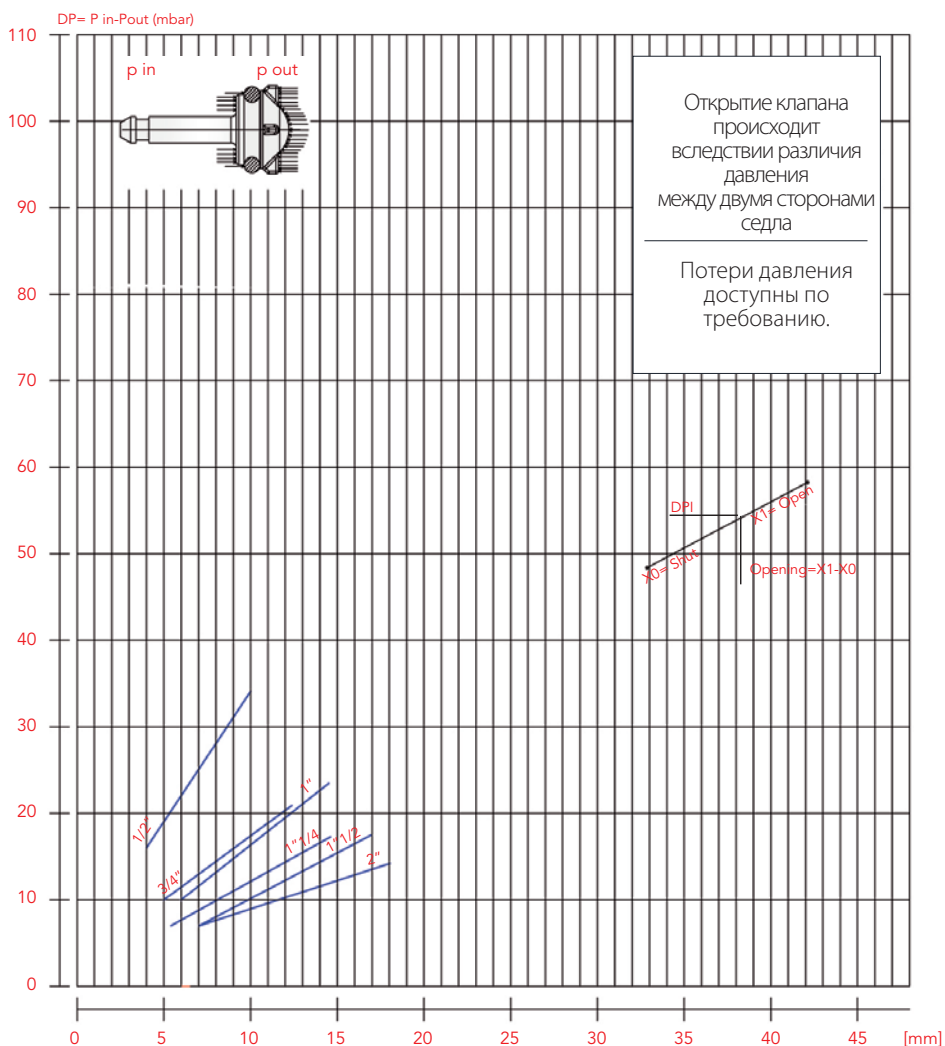 DP= P in-Pout (mbar)
110
p in
p out
100
90
80
70
60
50
40
30
20
10
0
Открытие клапана
происходит
вследствии различия
давления
между двумя сторонами
седла
Потери давления
доступны по
требованию.
DPI
X1= Open
X0= Shut
Opening=X1-X0
1/2"
3/4"
1"
1"1/4
1"1/2
2"
0 5 10 15 20 25 30 35 40 45 [mm]